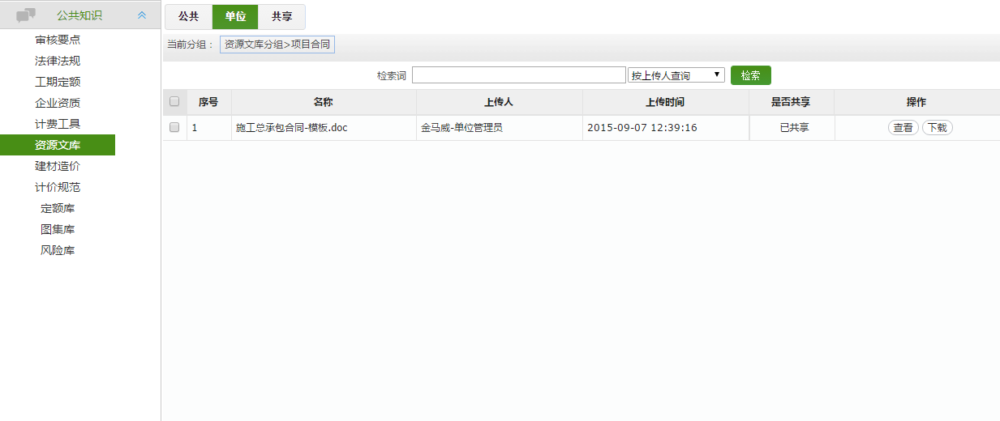 公共知识
审核要点
法律法规
工期定额
企业资质
计费工具
资源文库
建材造价
计价规范
定额库
图集库
风险库
公共 单位 共享
当前分组： 资源文库分组>项目合同
检索词 按上传人查询 检索
序号 名称 上传人 上传时间 是否共享 操作
1 施工总承包合同-模板.doc 金马威-单位管理员 2015-09-07 12:39:16 已共享 查看 下载